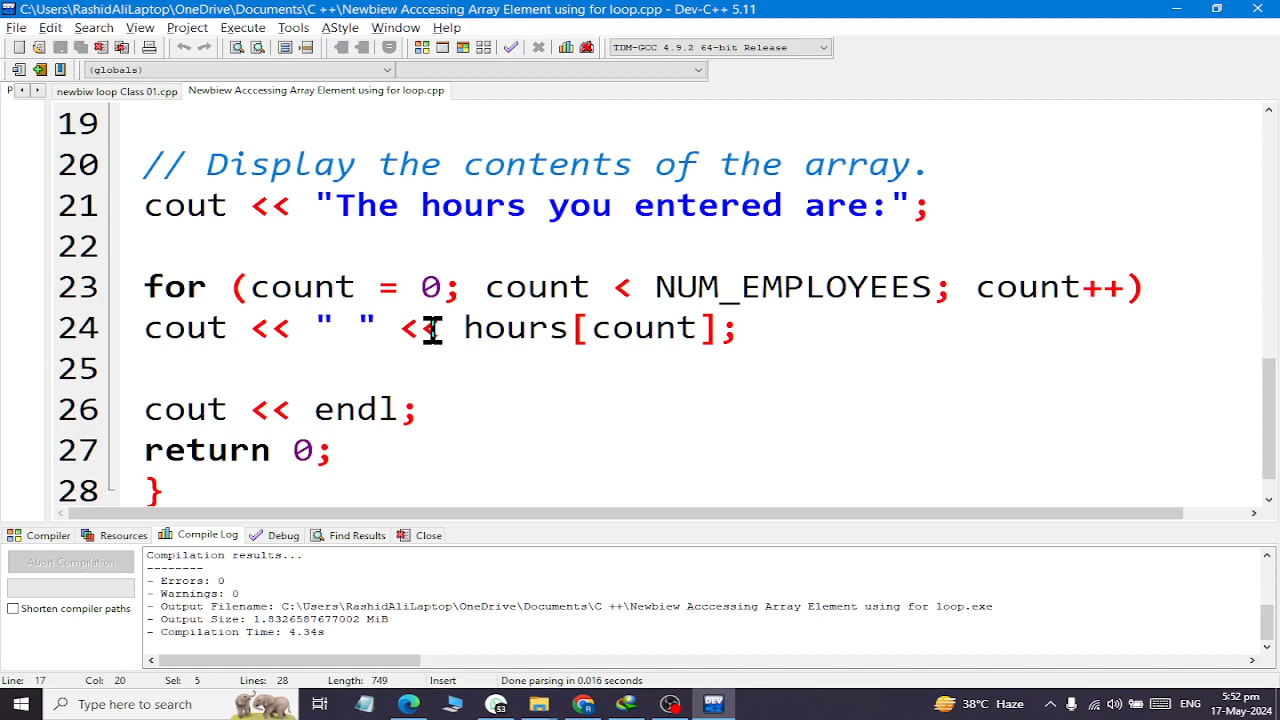 C:\Users\RashidAliLaptop\OneDrive\Documents\C ++\Newbiew Acccessing Array Element using for loop.cpp - Dev-C++ 5.11
File Edit Search View Project Execute Tools AStyle Window Help
TDM-GCC 4.9.2 64-bit Release
(globals)
P newbiw loop Class 01.cpp Newbiew Acccessing Array Element using for loop.cpp
19
20 // Display the contents of the array.
21 cout << "The hours you entered are:";
22
23 for (count = 0; count < NUM_EMPLOYEES; count++)
24 cout << " " << hours[count];
25
26 cout << endl;
27 return 0;
28 }
Compiler Resources Compile Log Debug Find Results Close
Abort Compilation
Shorten compiler paths
Compilation results...
--------
- Errors: 0
- Warnings: 0
- Output Filename: C:\Users\RashidAliLaptop\OneDrive\Documents\C ++\Newbiew Acccessing Array Element using for loop.exe
- Output Size: 1.8326587677002 MiB
- Compilation Time: 4.34s
Line: 17 Col: 20 Sel: 5 Lines: 28 Length: 749 Insert Done parsing in 0.016 seconds
Type here to search
DEV
38°C Haze
5:52 pm
17-May-2024